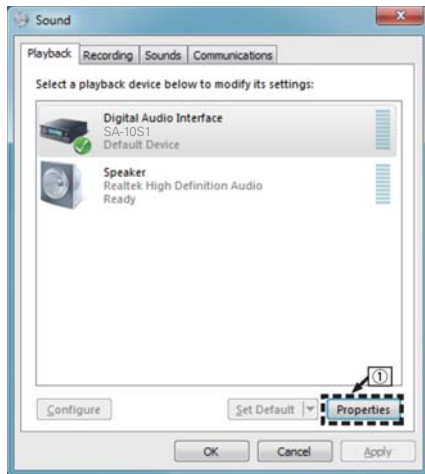 Sound
Playback Recording Sounds Communications
Select a playback device below to modify its settings:
Digital Audio Interface
SA-10S1
Default Device
Speaker
Realtek High Definition Audio
Ready
①
Configure Set Default Properties
OK Cancel Apply